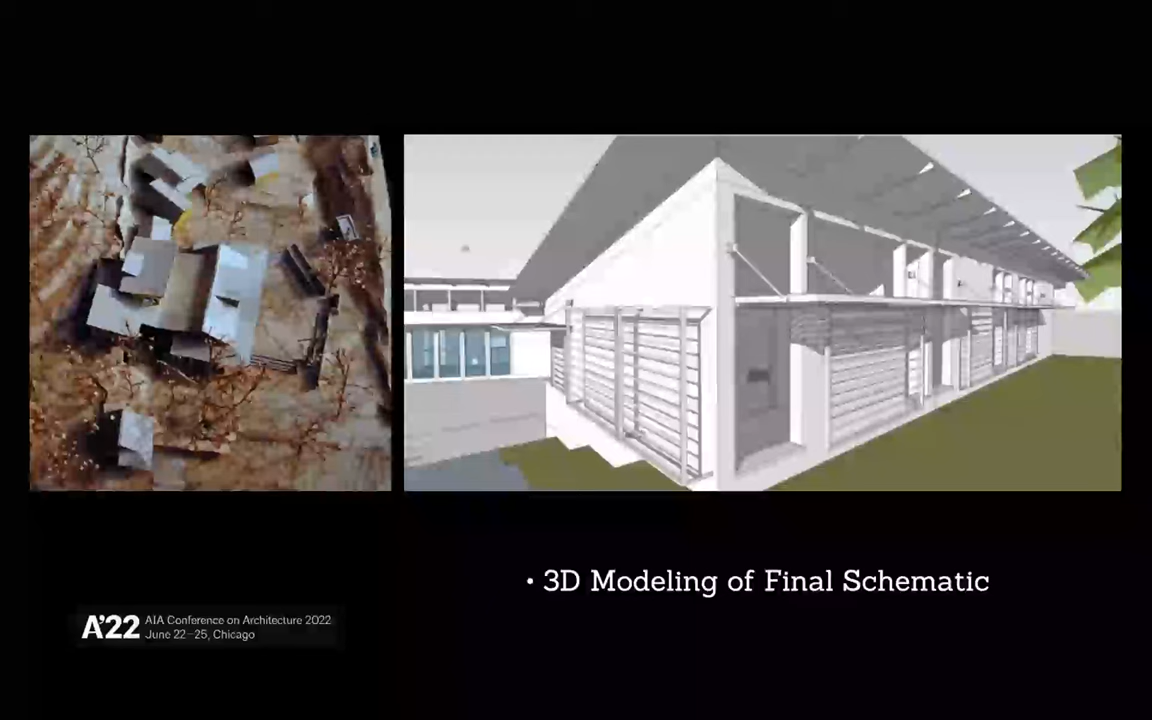 • 3D Modeling of Final Schematic
A'22 AIA Conference on Architecture 2022
June 22–25, Chicago